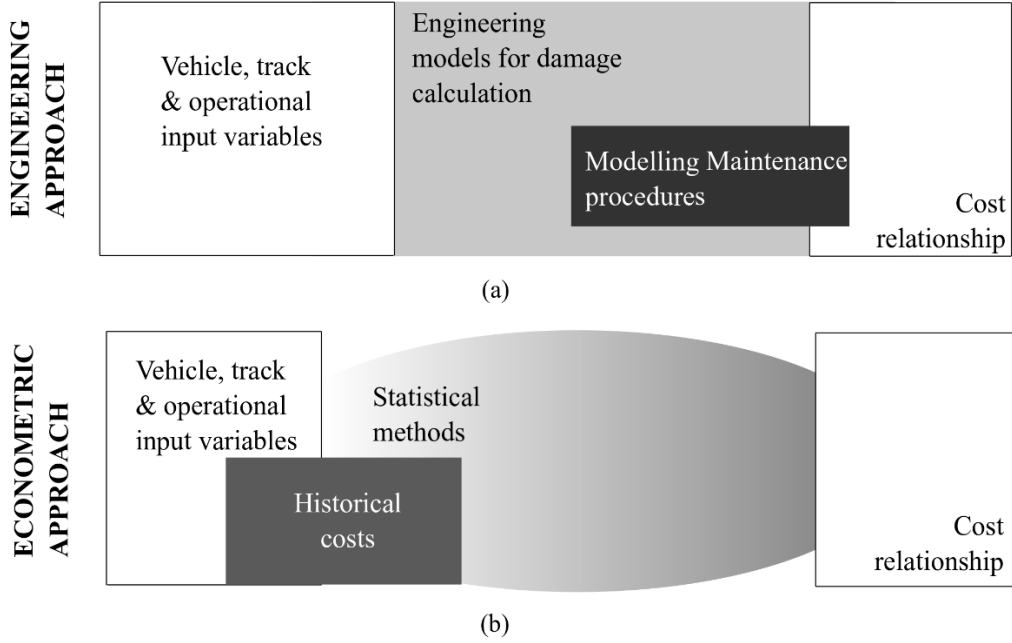 ENGINEERING
APPROACH
Vehicle, track
& operational
input variables
Engineering
models for damage
calculation
Modelling Maintenance
procedures
Cost
relationship
(a)
ECONOMETRIC
APPROACH
Vehicle, track
& operational
input variables
Statistical
methods
Historical
costs
Cost
relationship
(b)